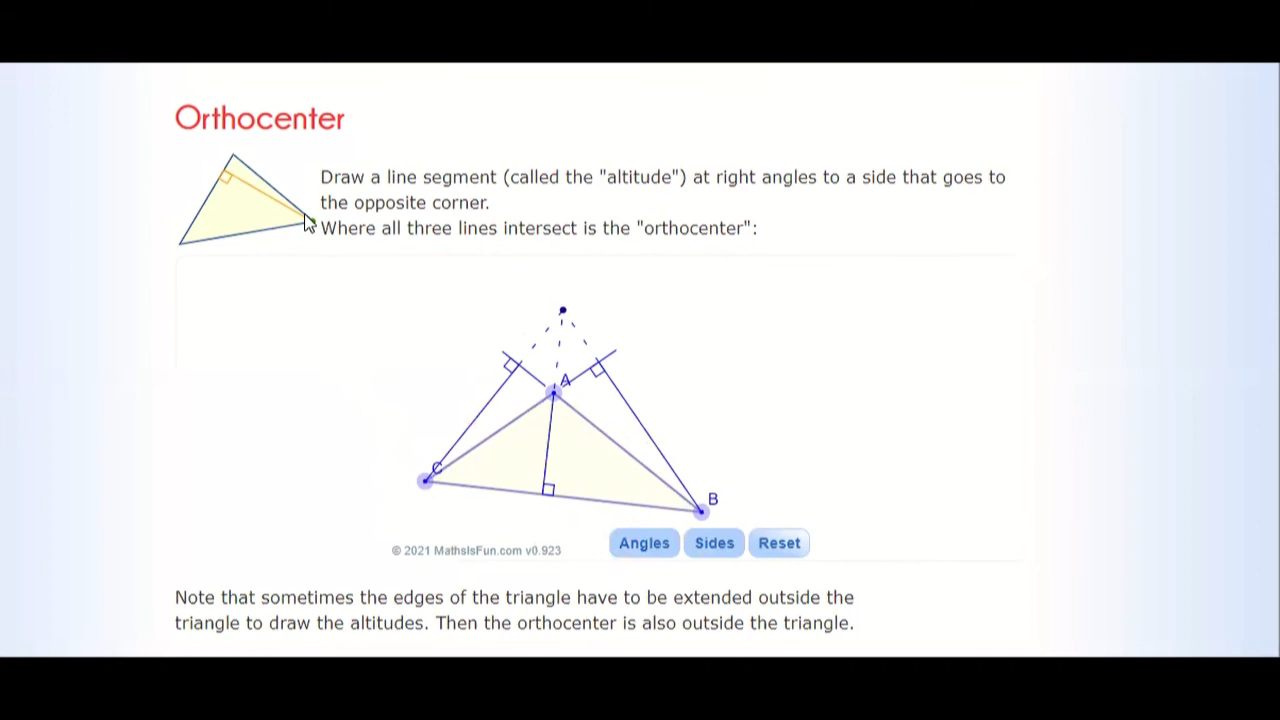 Orthocenter
Draw a line segment (called the "altitude") at right angles to a side that goes to
the opposite corner.
Where all three lines intersect is the "orthocenter":
A
C
B
Angles Sides Reset
© 2021 MathsIsFun.com v0.923
Note that sometimes the edges of the triangle have to be extended outside the
triangle to draw the altitudes. Then the orthocenter is also outside the triangle.